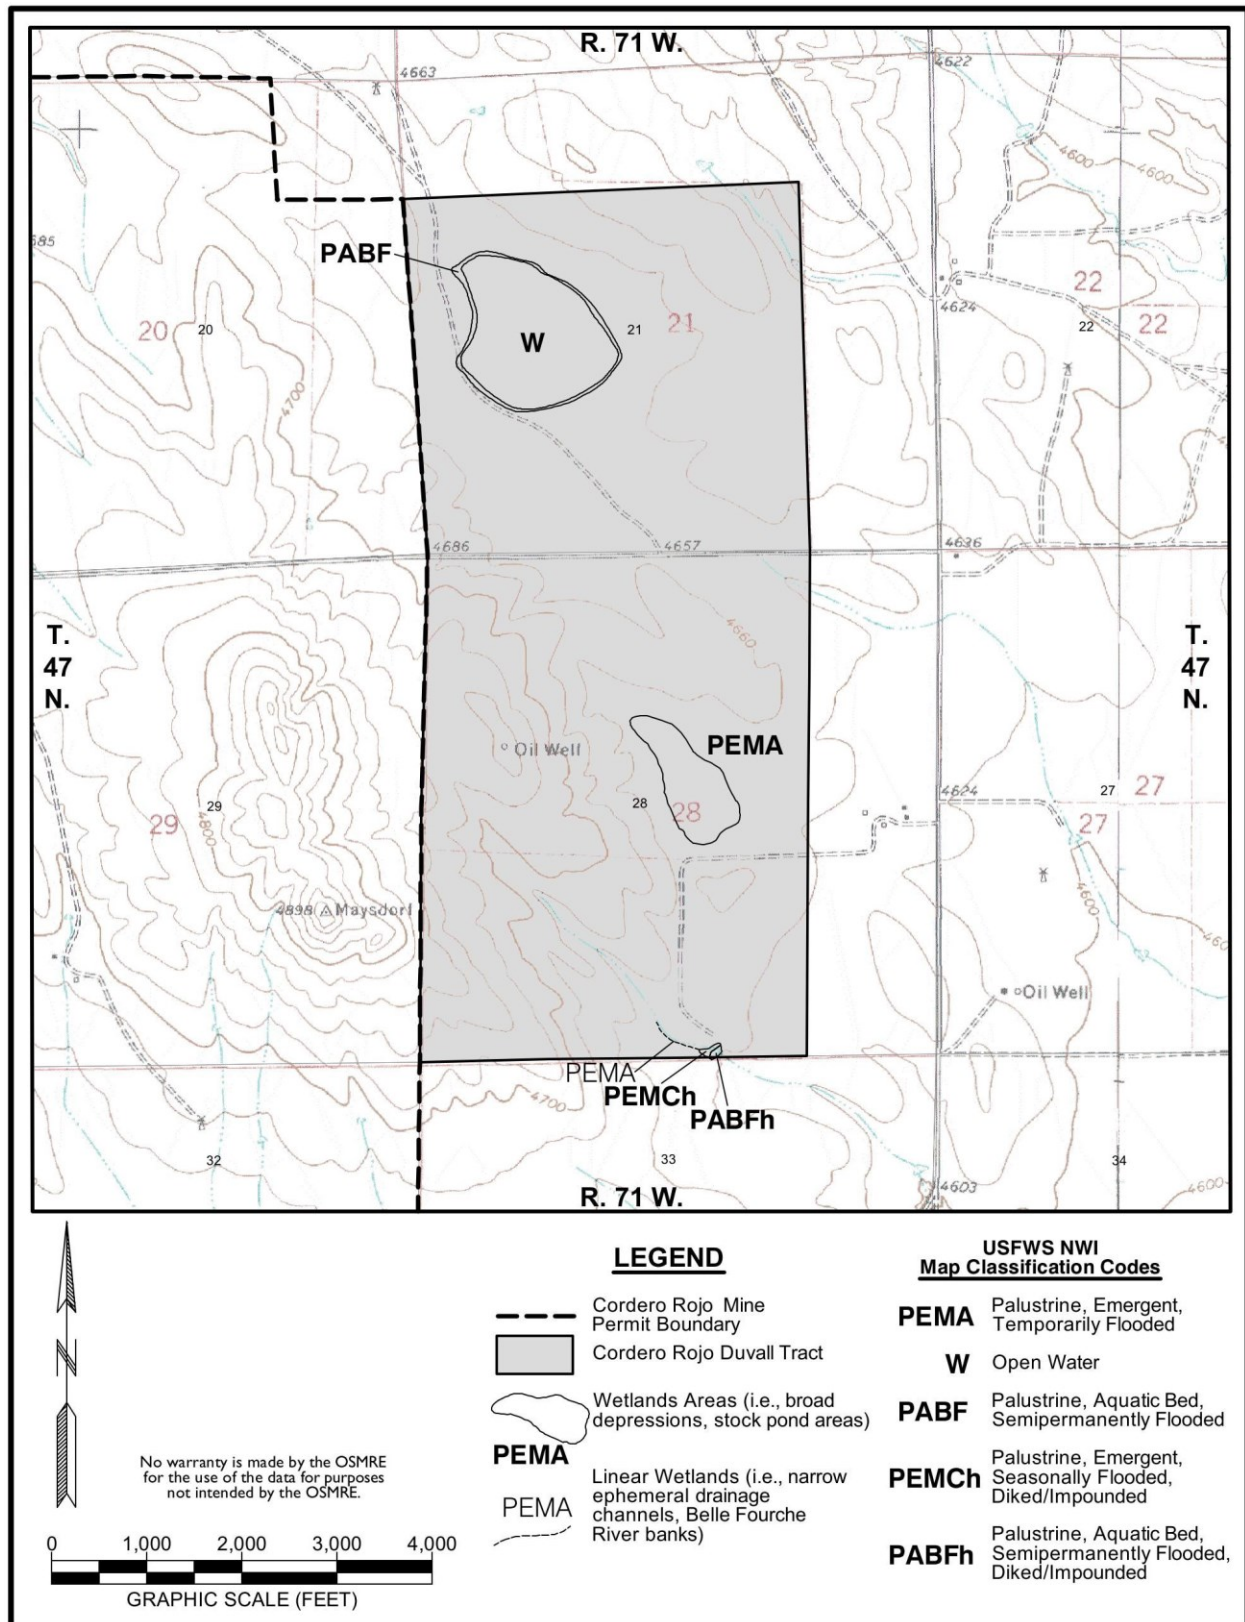 R. 71 W.
4663
4622
4600
4600
685
PABF
4624
22
20
20
W
21
21
22
22
4700
4686
4657
4636
T.
47
N.
T.
47
N.
4660
Oil Well
PEMA
4624
27
27
29
29
4800
28
28
27
4898
Maysdorf
4600
460
Oil Well
PEMA
PEMCh
PABFh
4700
32
33
34
4603
4600
R. 71 W.
N
No warranty is made by the OSMRE
for the use of the data for purposes
not intended by the OSMRE.
0 1,000 2,000 3,000 4,000
GRAPHIC SCALE (FEET)
LEGEND
Cordero Rojo Mine
Permit Boundary
Cordero Rojo Duvall Tract
Wetlands Areas (i.e., broad
depressions, stock pond areas)
PEMA
Linear Wetlands (i.e., narrow
ephemeral drainage
channels, Belle Fourche
River banks)
PEMA
USFWS NWI
Map Classification Codes
PEMA
Palustrine, Emergent,
Temporarily Flooded
W
Open Water
PABF
Palustrine, Aquatic Bed,
Semipermanently Flooded
PEMCh
Palustrine, Emergent,
Seasonally Flooded,
Diked/Impounded
PABFh
Palustrine, Aquatic Bed,
Semipermanently Flooded,
Diked/Impounded